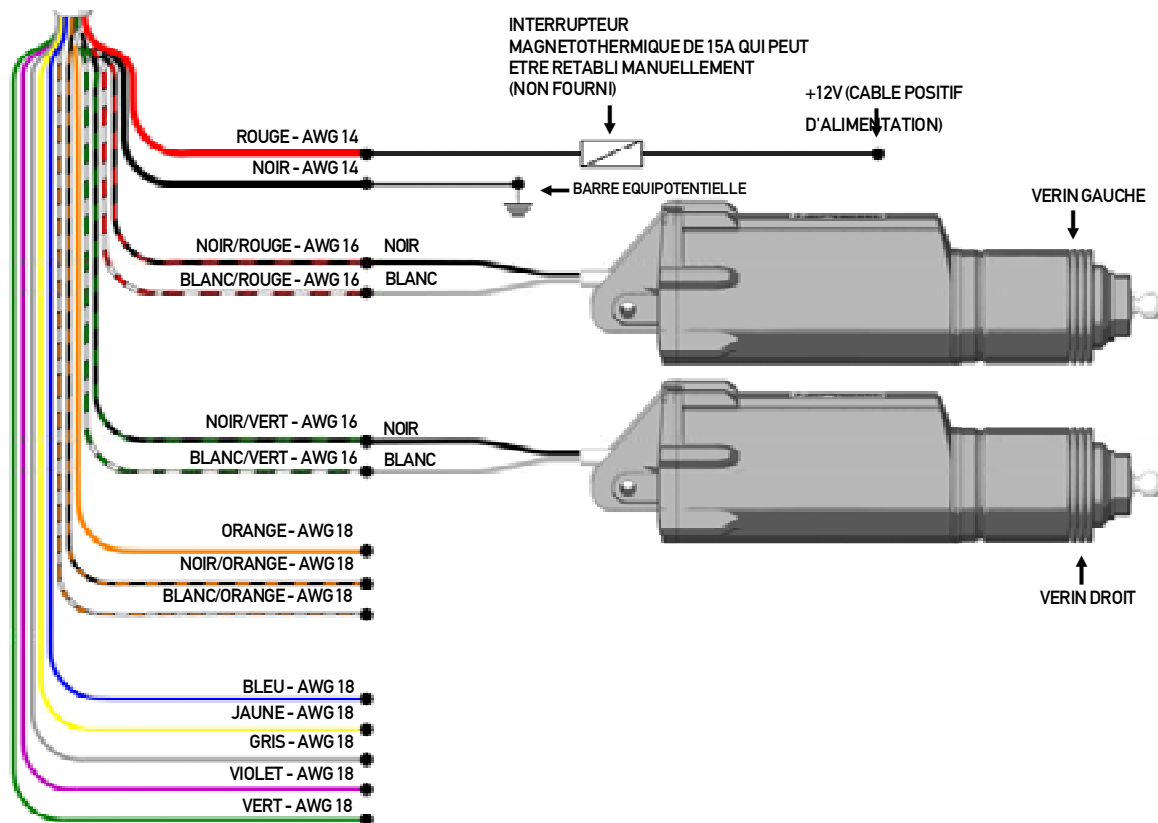 INTERRUPTEUR
MAGNETOTHERMIQUE DE 15A QUI PEUT
ETRE RETABLI MANUELLEMENT
(NON FOURNI)
+12V (CABLE POSITIF
D'ALIMENTATION)
ROUGE - AWG 14
NOIR - AWG 14
BARRE EQUIPOTENTIELLE
VERIN GAUCHE
NOIR/ROUGE - AWG 16
NOIR
BLANC/ROUGE - AWG 16
BLANC
NOIR/VERT - AWG 16
NOIR
BLANC/VERT - AWG 16
BLANC
ORANGE - AWG 18
NOIR/ORANGE - AWG 18
BLANC/ORANGE - AWG 18
VERIN DROIT
BLEU - AWG 18
JAUNE - AWG 18
GRIS - AWG 18
VIOLET - AWG 18
VERT - AWG 18